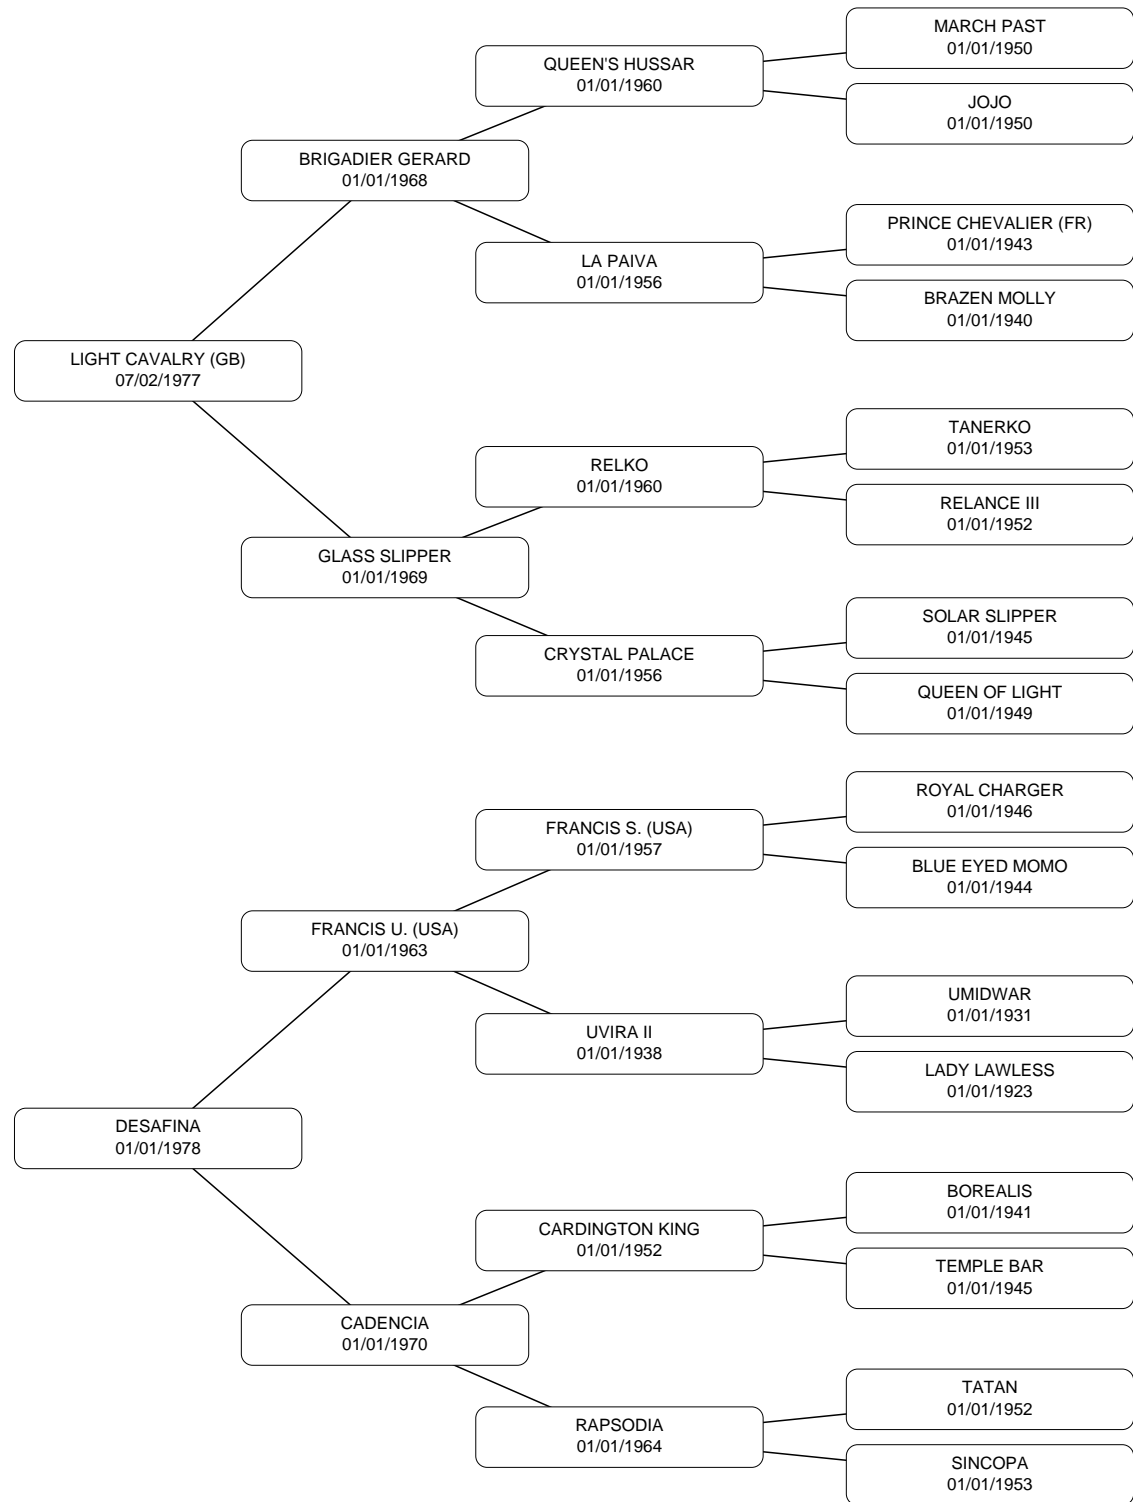 MARCH PAST
01/01/1950
QUEEN'S HUSSAR
01/01/1960
JOJO
01/01/1950
BRIGADIER GERARD
01/01/1968
PRINCE CHEVALIER (FR)
01/01/1943
LA PAIVA
01/01/1956
BRAZEN MOLLY
01/01/1940
LIGHT CAVALRY (GB)
07/02/1977
TANERKO
01/01/1953
RELKO
01/01/1960
RELANCE III
01/01/1952
GLASS SLIPPER
01/01/1969
SOLAR SLIPPER
01/01/1945
CRYSTAL PALACE
01/01/1956
QUEEN OF LIGHT
01/01/1949
ROYAL CHARGER
01/01/1946
FRANCIS S. (USA)
01/01/1957
BLUE EYED MOMO
01/01/1944
FRANCIS U. (USA)
01/01/1963
UMIDWAR
01/01/1931
UVIRA II
01/01/1938
LADY LAWLESS
01/01/1923
DESAFINA
01/01/1978
BOREALIS
01/01/1941
CARDINGTON KING
01/01/1952
TEMPLE BAR
01/01/1945
CADENCIA
01/01/1970
TATAN
01/01/1952
RAPSODIA
01/01/1964
SINCOPA
01/01/1953